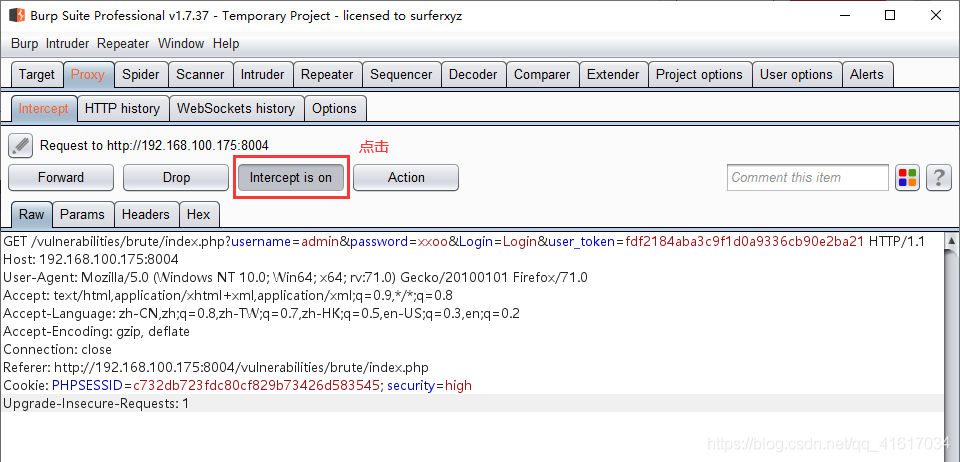 Burp Suite Professional v1.7.37 - Temporary Project - licensed to surferxyz
Burp Intruder Repeater Window Help
Target Proxy Spider Scanner Intruder Repeater Sequencer Decoder Comparer Extender Project options User options Alerts
Intercept HTTP history WebSockets history Options
Request to http://192.168.100.175:8004 点击
Forward Drop Intercept is on Action Comment this item ?
Raw Params Headers Hex
GET /vulnerabilities/brute/index.php?username=admin&password=xxoo&Login=Login&user_token=fdf2184aba3c9f1d0a9336cb90e2ba21 HTTP/1.1
Host: 192.168.100.175:8004
User-Agent: Mozilla/5.0 (Windows NT 10.0; Win64; x64; rv:71.0) Gecko/20100101 Firefox/71.0
Accept: text/html,application/xhtml+xml,application/xml;q=0.9,*/*;q=0.8
Accept-Language: zh-CN,zh;q=0.8,zh-TW;q=0.7,zh-HK;q=0.5,en-US;q=0.3,en;q=0.2
Accept-Encoding: gzip, deflate
Connection: close
Referer: http://192.168.100.175:8004/vulnerabilities/brute/index.php
Cookie: PHPSESSID=c732db723fdc80cf829b73426d583545; security=high
Upgrade-Insecure-Requests: 1
https://blog.csdn.net/qq_41617034